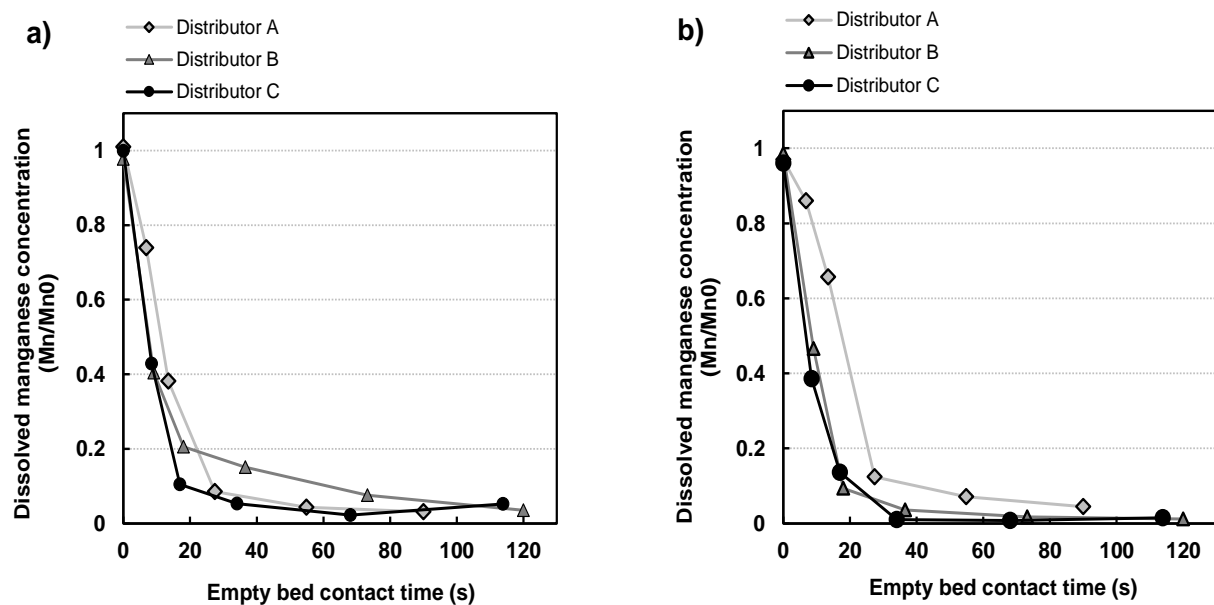 a)
Distributor A
Distributor B
Distributor C
Dissolved manganese concentration
(Mn/Mn0)
1
0.8
0.6
0.4
0.2
0
0 20 40 60 80 100 120
Empty bed contact time (s)
b)
Distributor A
Distributor B
Distributor C
Dissolved manganese concentration
(Mn/Mn0)
1
0.8
0.6
0.4
0.2
0
0 20 40 60 80 100 120
Empty bed contact time (s)